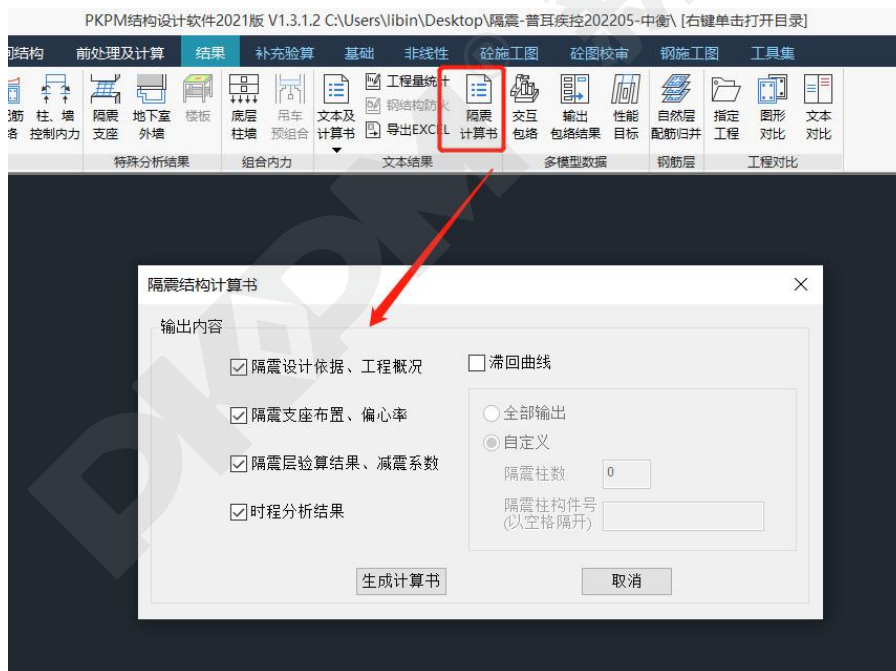 PKPM结构设计软件2021版 V1.3.1.2 C:\Users\libin\Desktop\隔震-普耳疾控202205-中衡\ [右键单击打开目录]
结构 前处理及计算 结果 补充验算 基础 非线性 砼施工图 砼图校审 钢施工图 工具集
柱、墙 控制内力
隔震 支座
地下室 外墙
楼板
底层 柱墙
吊车 预组合
文本及 计算书
工程量统计
钢结构防火
导出EXCEL
隔震 计算书
交互 包络
输出 包络结果
性能 目标
自然层 配筋归并
指定 工程
图形 对比
文本 对比
特殊分析结果 组合内力 文本结果 多模型数据 钢筋层 工程对比
隔震结构计算书
输出内容
隔震设计依据、工程概况
隔震支座布置、偏心率
隔震层验算结果、减震系数
时程分析结果
滞回曲线
全部输出
自定义
隔震柱数 0
隔震柱构件号
(以空格隔开)
生成计算书 取消
PKPM